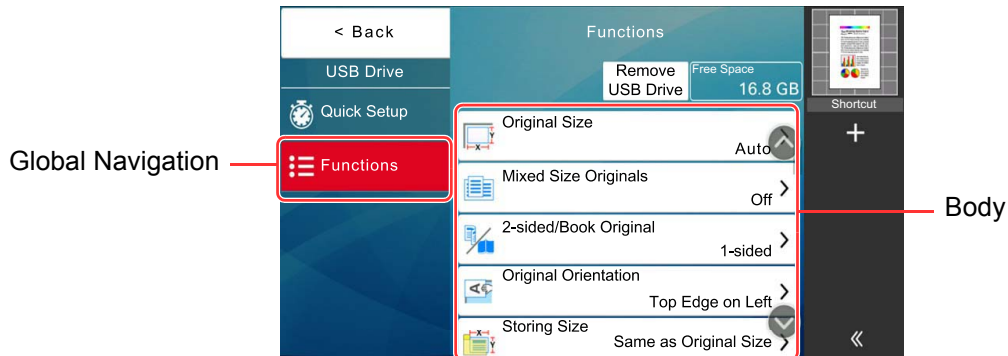 < Back
Functions
USB Drive
Remove
USB Drive
Free Space
16.8 GB
Shortcut
Quick Setup
Functions
Global Navigation
Original Size
Auto
Mixed Size Originals
Off
2-sided/Book Original
1-sided
Original Orientation
Top Edge on Left
Storing Size
Same as Original Size
Body